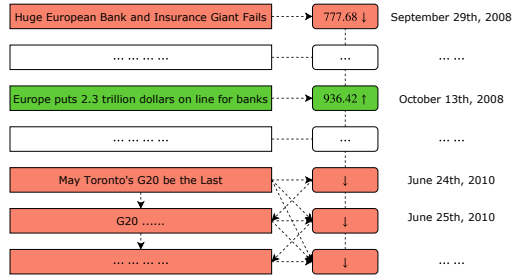 Huge European Bank and Insurance Giant Fails 777.68 ↓ September 29th, 2008
... ... ... ... ... ... ...
Europe puts 2.3 trillion dollars on line for banks 936.42 ↑ October 13th, 2008
... ... ... ... ... ... ...
May Toronto's G20 be the Last ↓ June 24th, 2010
G20 ...... ↓ June 25th, 2010
... ... ... ... ↓ ... ...